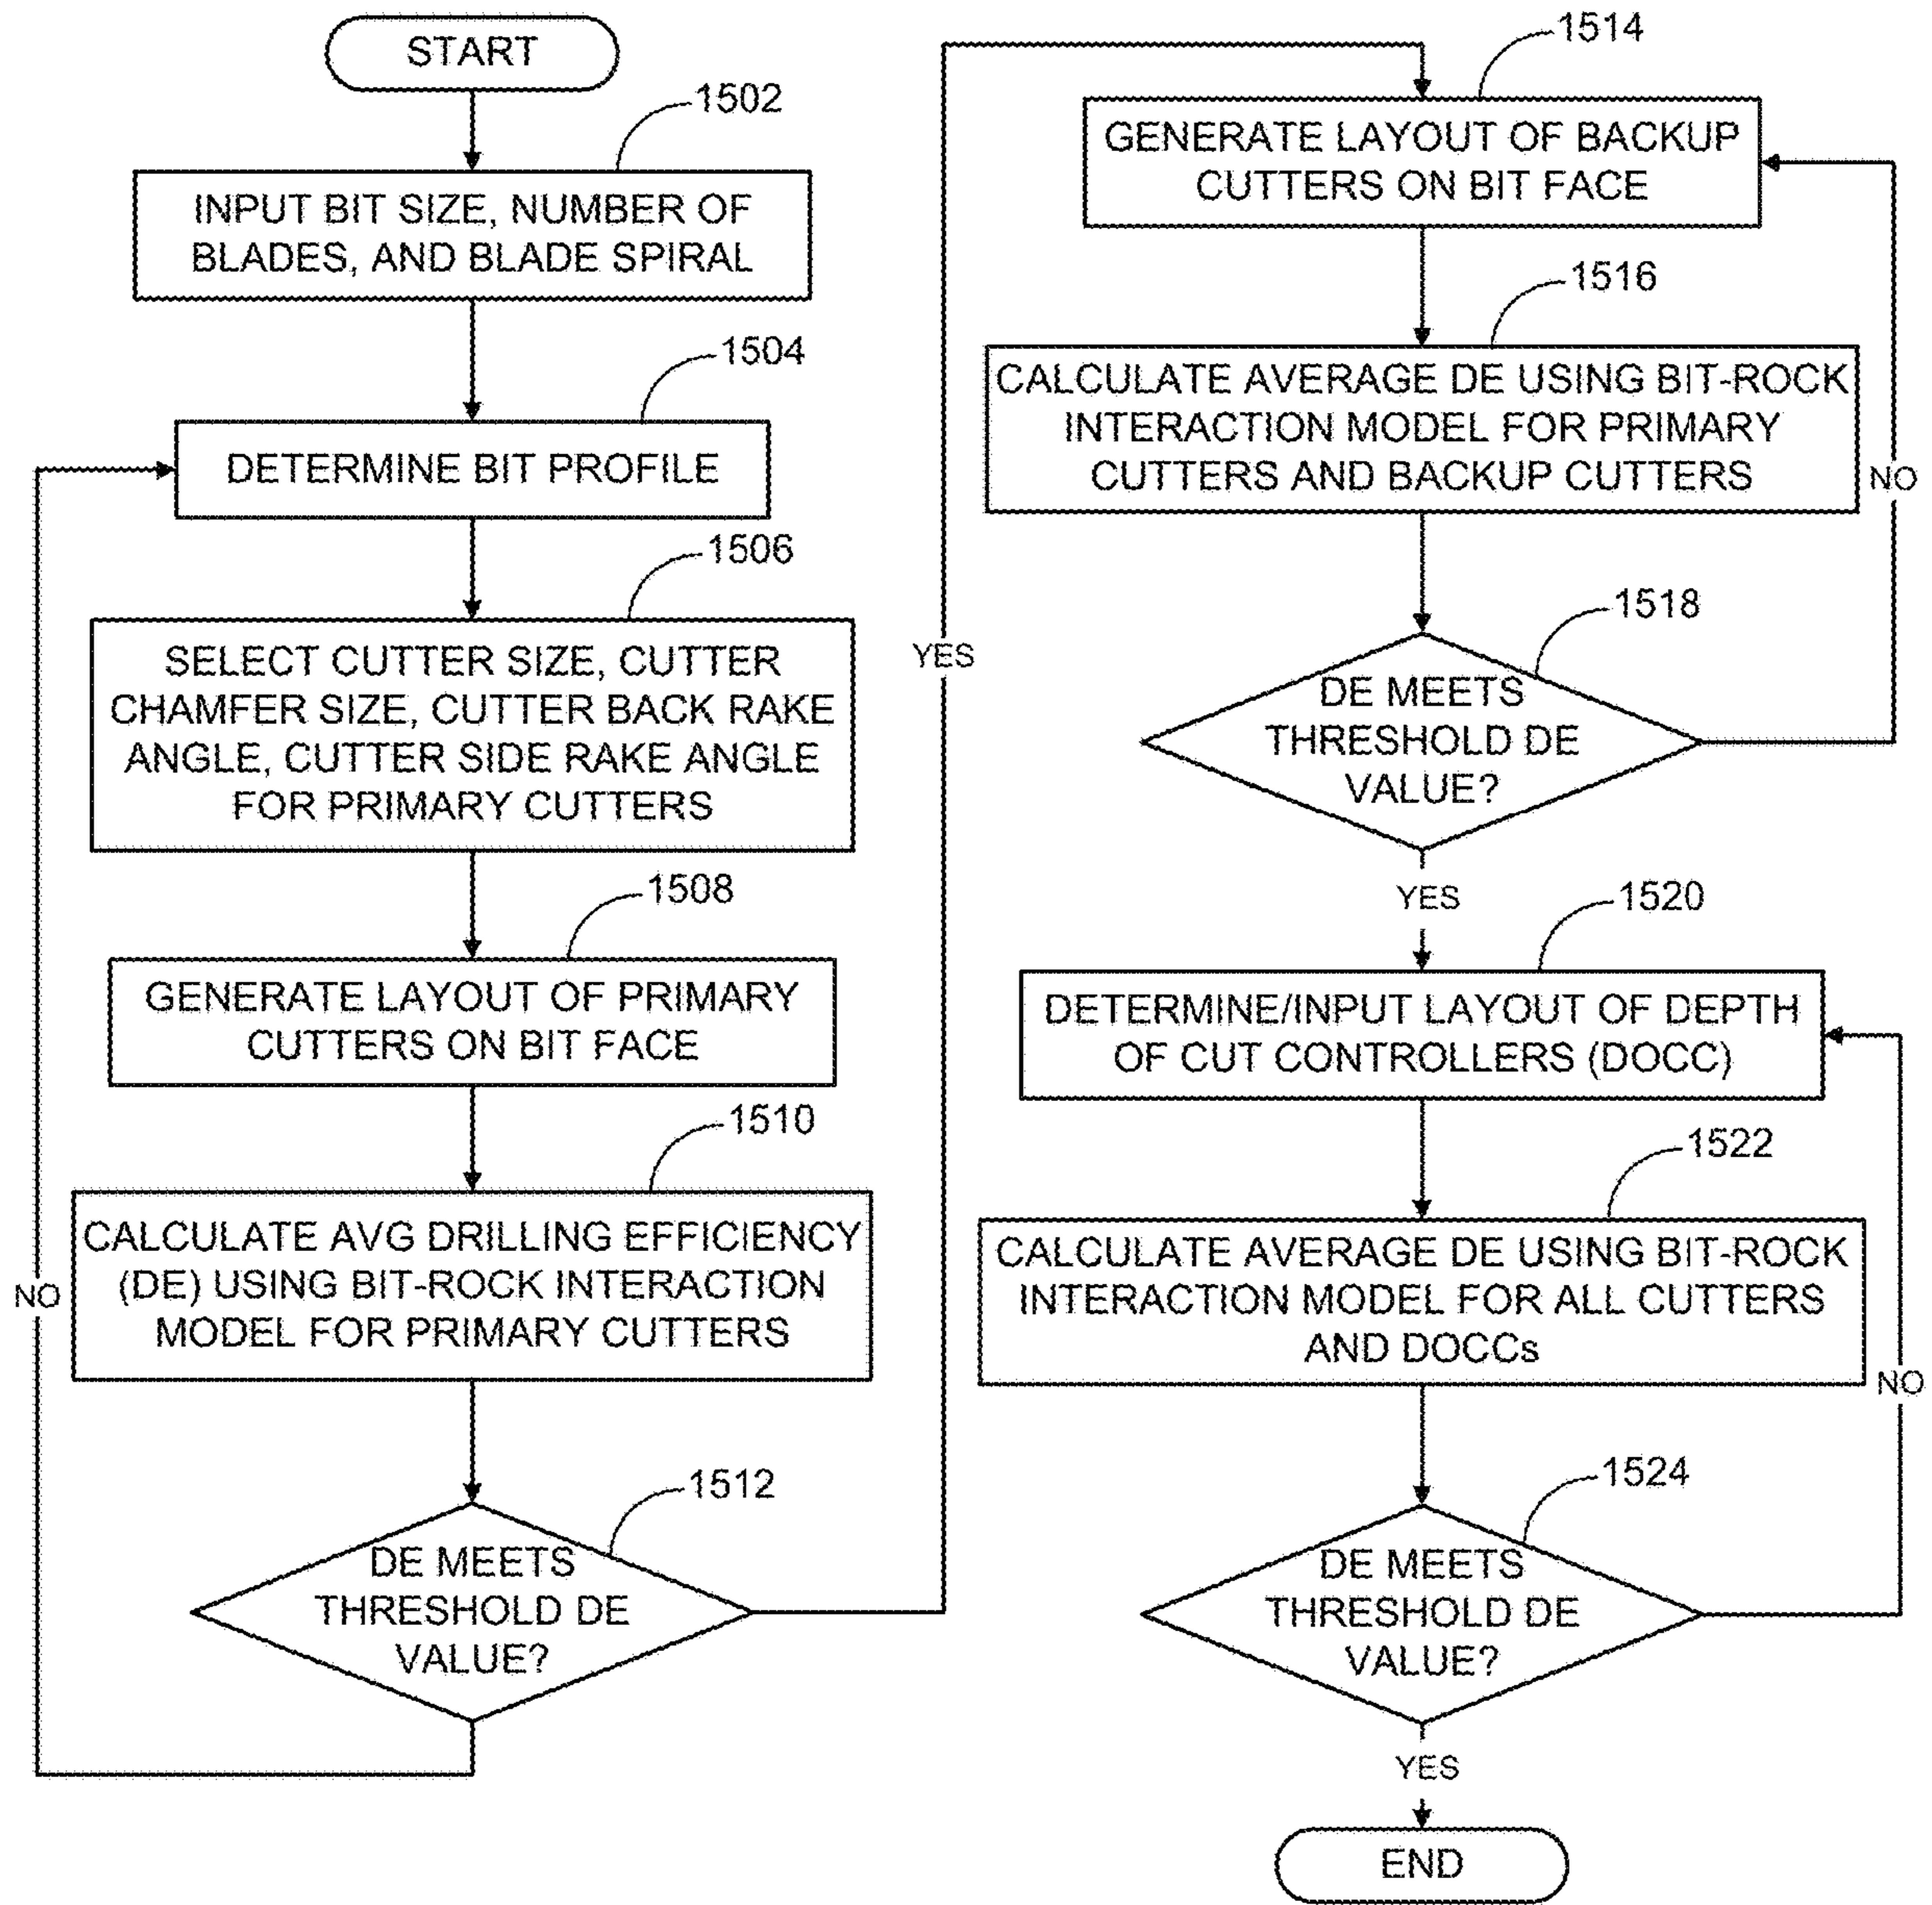 START
1502
INPUT BIT SIZE, NUMBER OF
BLADES, AND BLADE SPIRAL
1504
DETERMINE BIT PROFILE
1506
SELECT CUTTER SIZE, CUTTER
CHAMFER SIZE, CUTTER BACK RAKE
ANGLE, CUTTER SIDE RAKE ANGLE
FOR PRIMARY CUTTERS
1508
GENERATE LAYOUT OF PRIMARY
CUTTERS ON BIT FACE
1510
CALCULATE AVG DRILLING EFFICIENCY
(DE) USING BIT-ROCK INTERACTION
MODEL FOR PRIMARY CUTTERS
NO
1512
DE MEETS
THRESHOLD DE
VALUE?
YES
1514
GENERATE LAYOUT OF BACKUP
CUTTERS ON BIT FACE
1516
CALCULATE AVERAGE DE USING BIT-ROCK
INTERACTION MODEL FOR PRIMARY
CUTTERS AND BACKUP CUTTERS
NO
1518
DE MEETS
THRESHOLD DE
VALUE?
YES
1520
DETERMINE/INPUT LAYOUT OF DEPTH
OF CUT CONTROLLERS (DOCC)
1522
CALCULATE AVERAGE DE USING BIT-ROCK
INTERACTION MODEL FOR ALL CUTTERS
AND DOCCs
NO
1524
DE MEETS
THRESHOLD DE
VALUE?
YES
END